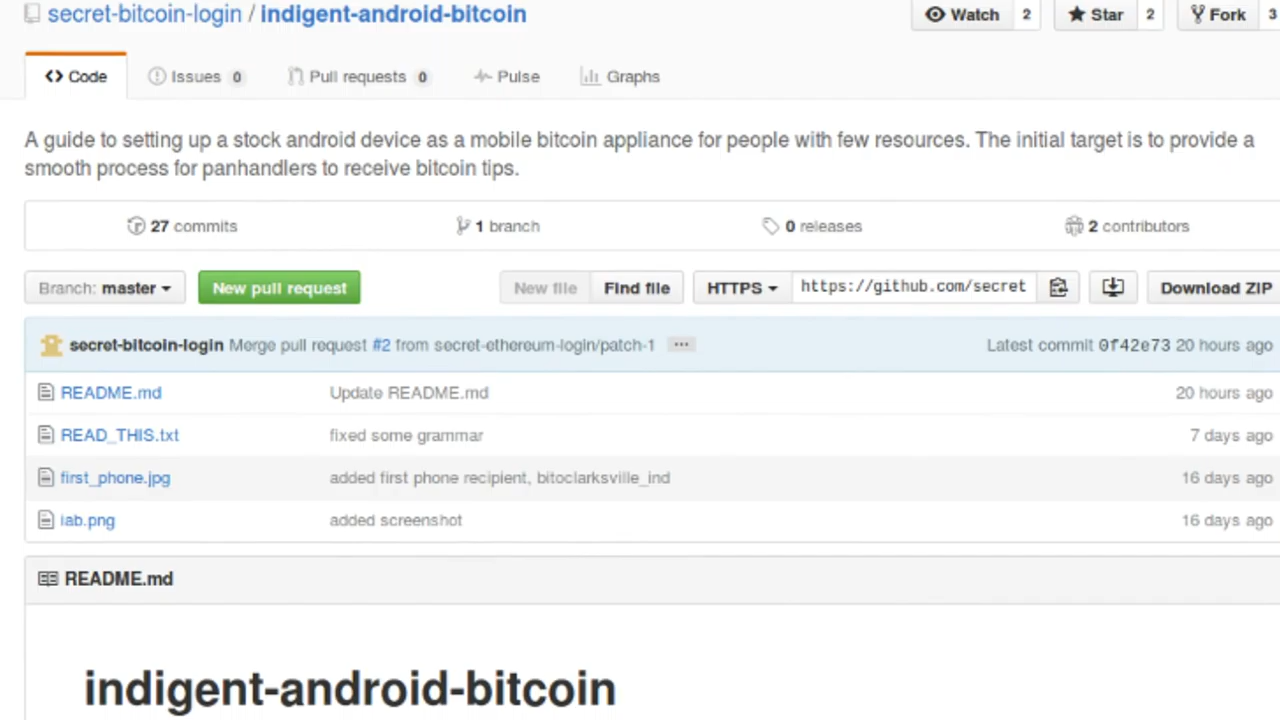 secret-bitcoin-login / indigent-android-bitcoin Watch 2 Star 2 Fork 3
Code Issues 0 Pull requests 0 Pulse Graphs
A guide to setting up a stock android device as a mobile bitcoin appliance for people with few resources. The initial target is to provide a
smooth process for panhandlers to receive bitcoin tips.
27 commits 1 branch 0 releases 2 contributors
Branch: master New pull request New file Find file HTTPS https://github.com/secret Download ZIP
secret-bitcoin-login Merge pull request #2 from secret-ethereum-login/patch-1 ... Latest commit 0f42e73 20 hours ago
README.md Update README.md 20 hours ago
READ_THIS.txt fixed some grammar 7 days ago
first_phone.jpg added first phone recipient, bitoclarksville_ind 16 days ago
iab.png added screenshot 16 days ago
README.md
indigent-android-bitcoin